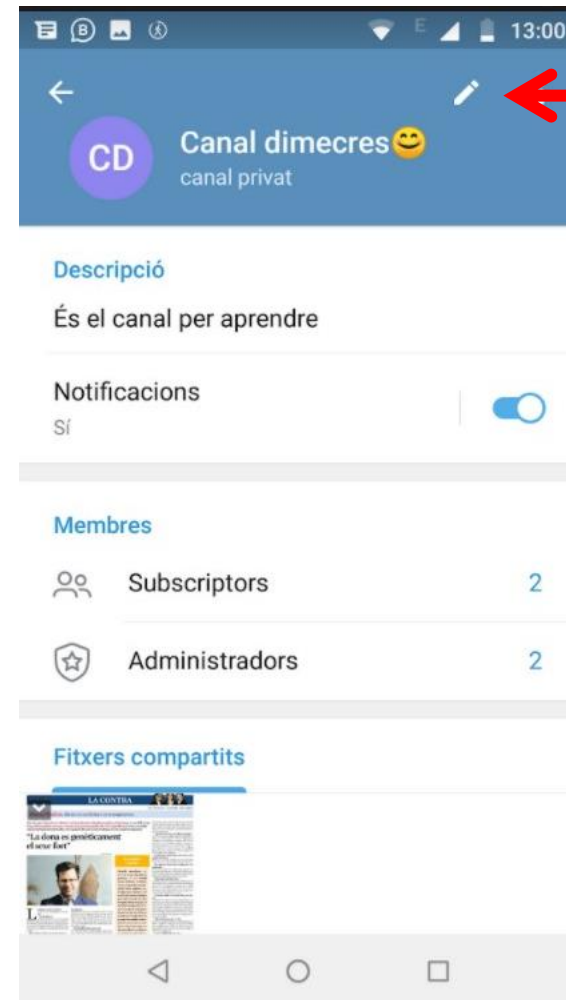 E 13:00
CD
Canal dimecres😊
canal privat
Descripció
És el canal per aprendre
Notificacions
Sí
Membres
Subscriptors 2
Administradors 2
Fitxers compartits
LA CONTRA
"La dona es genèticament
el sexe fort"